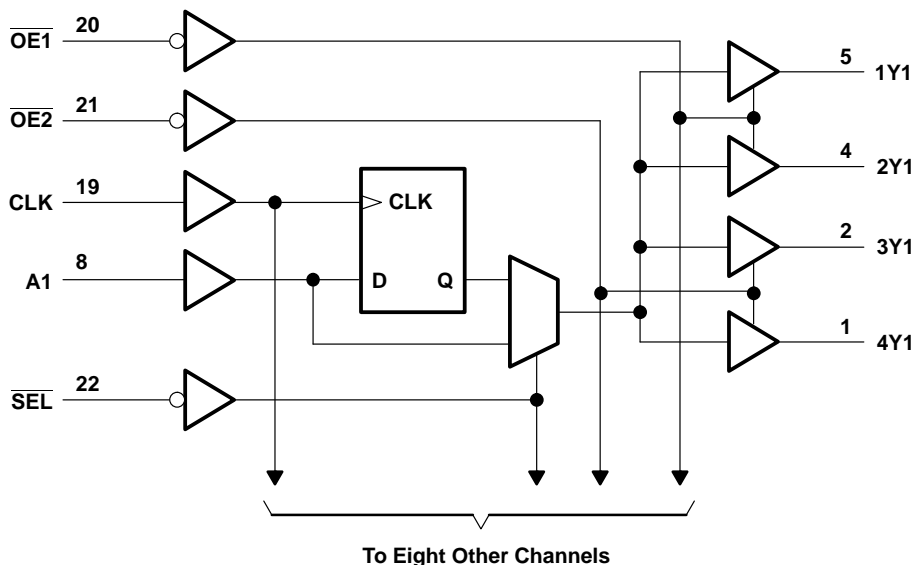 OE1 20
OE2 21
CLK 19
A1 8
SEL 22
CLK
D Q
5 1Y1
4 2Y1
2 3Y1
1 4Y1
To Eight Other Channels